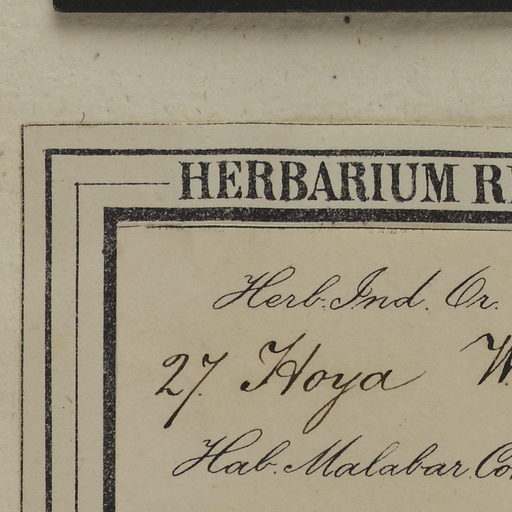 HERBARIUM
Herb. Ind. Or.
27. Hoya
Hab. Malabar